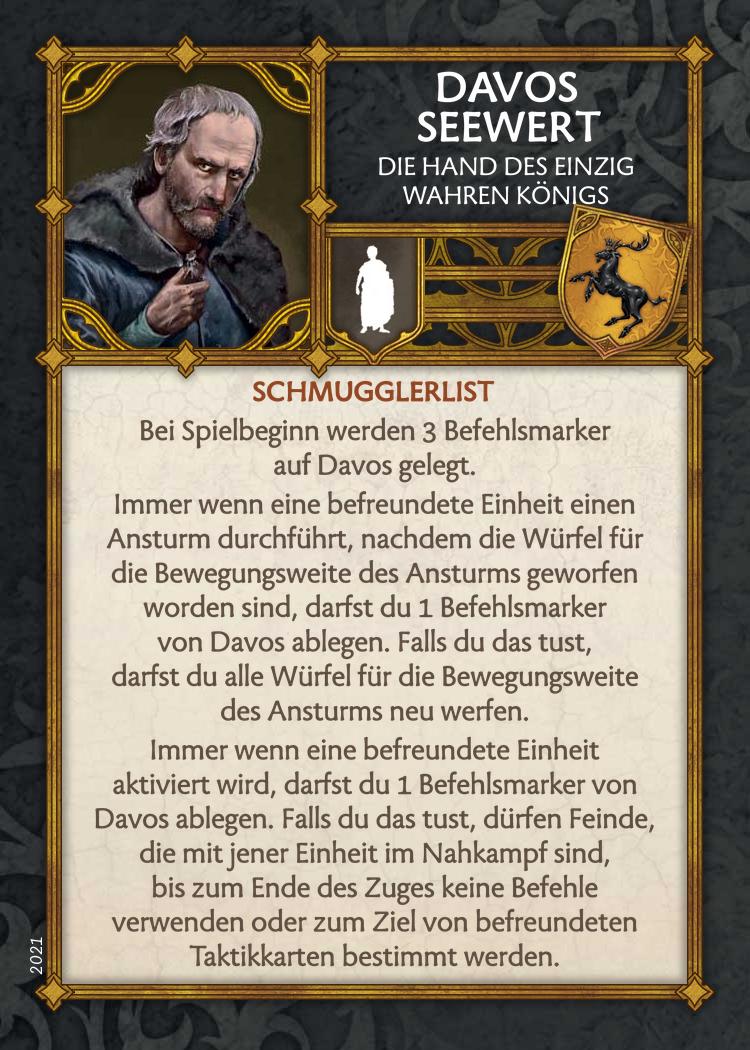 DAVOS
SEEWERT
DIE HAND DES EINZIG
WAHREN KÖNIGS
SCHMUGGLERLIST
Bei Spielbeginn werden 3 Befehlsmarker
auf Davos gelegt.
Immer wenn eine befreundete Einheit einen
Ansturm durchführt, nachdem die Würfel für
die Bewegungsweite des Ansturms geworfen
worden sind, darfst du 1 Befehlsmarker
von Davos ablegen. Falls du das tust,
darfst du alle Würfel für die Bewegungsweite
des Ansturms neu werfen.
Immer wenn eine befreundete Einheit
aktiviert wird, darfst du 1 Befehlsmarker von
Davos ablegen. Falls du das tust, dürfen Feinde,
die mit jener Einheit im Nahkampf sind,
bis zum Ende des Zuges keine Befehle
verwenden oder zum Ziel von befreundeten
Taktikkarten bestimmt werden.
2021